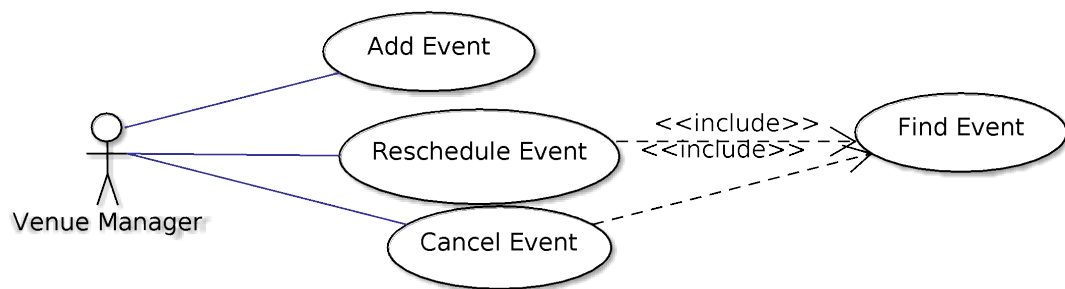 Add Event
<<include>>
Find Event
Reschedule Event
<<include>>
Venue Manager
Cancel Event